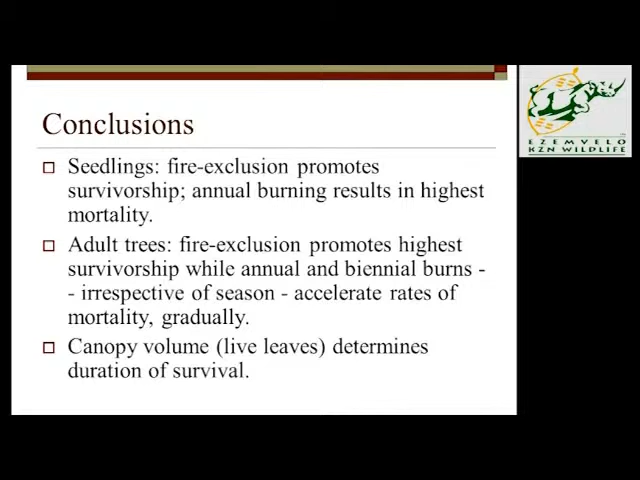 Conclusions
Seedlings: fire-exclusion promotes
survivorship; annual burning results in highest
mortality.
Adult trees: fire-exclusion promotes highest
survivorship while annual and biennial burns -
- irrespective of season - accelerate rates of
mortality, gradually.
Canopy volume (live leaves) determines
duration of survival.
EZEMVELO
KZN WILDLIFE